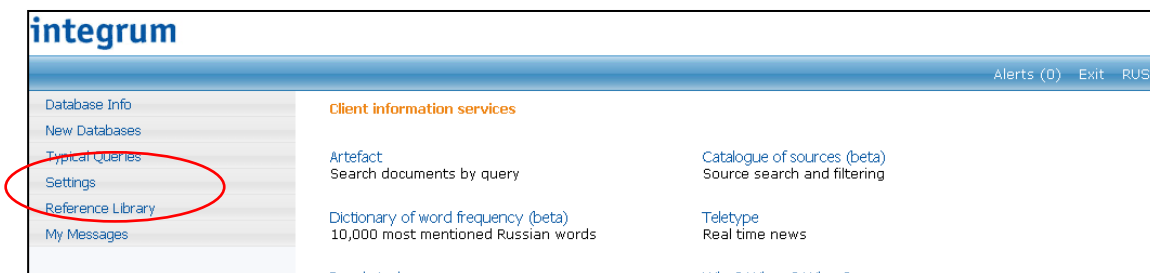 integrum
Alerts (0) Exit RUS
Database Info
New Databases
Typical Queries
Settings
Reference Library
My Messages
Client information services
Artefact
Search documents by query
Catalogue of sources (beta)
Source search and filtering
Dictionary of word frequency (beta)
10,000 most mentioned Russian words
Teletype
Real time news